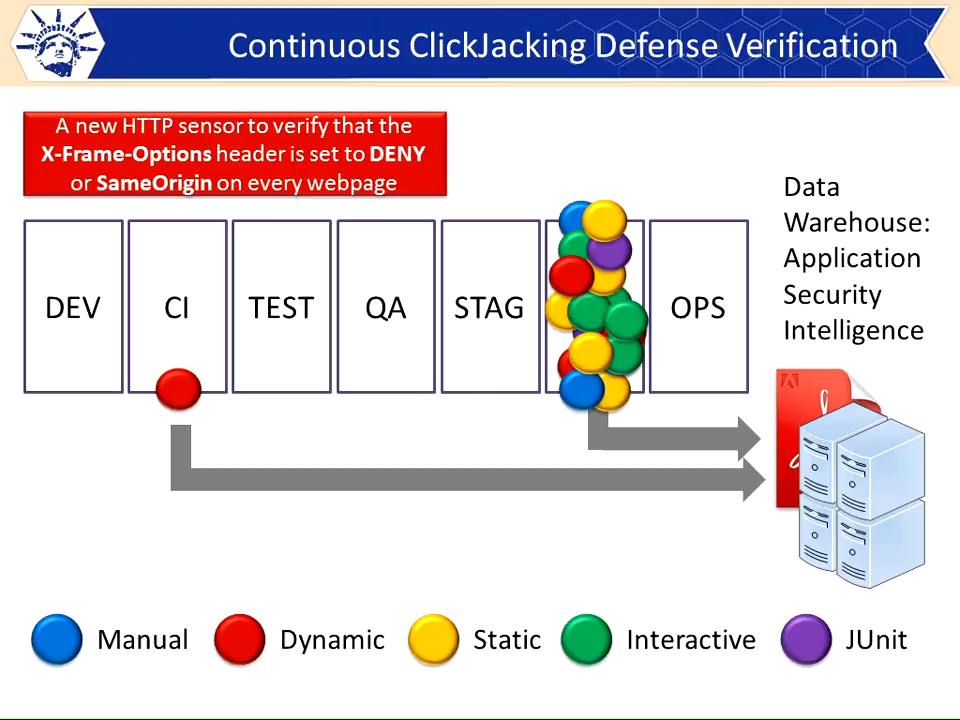 Continuous ClickJacking Defense Verification
A new HTTP sensor to verify that the
X-Frame-Options header is set to DENY
or SameOrigin on every webpage
Data
Warehouse:
Application
Security
Intelligence
DEV
CI
TEST
QA
STAG
OPS
Manual
Dynamic
Static
Interactive
JUnit